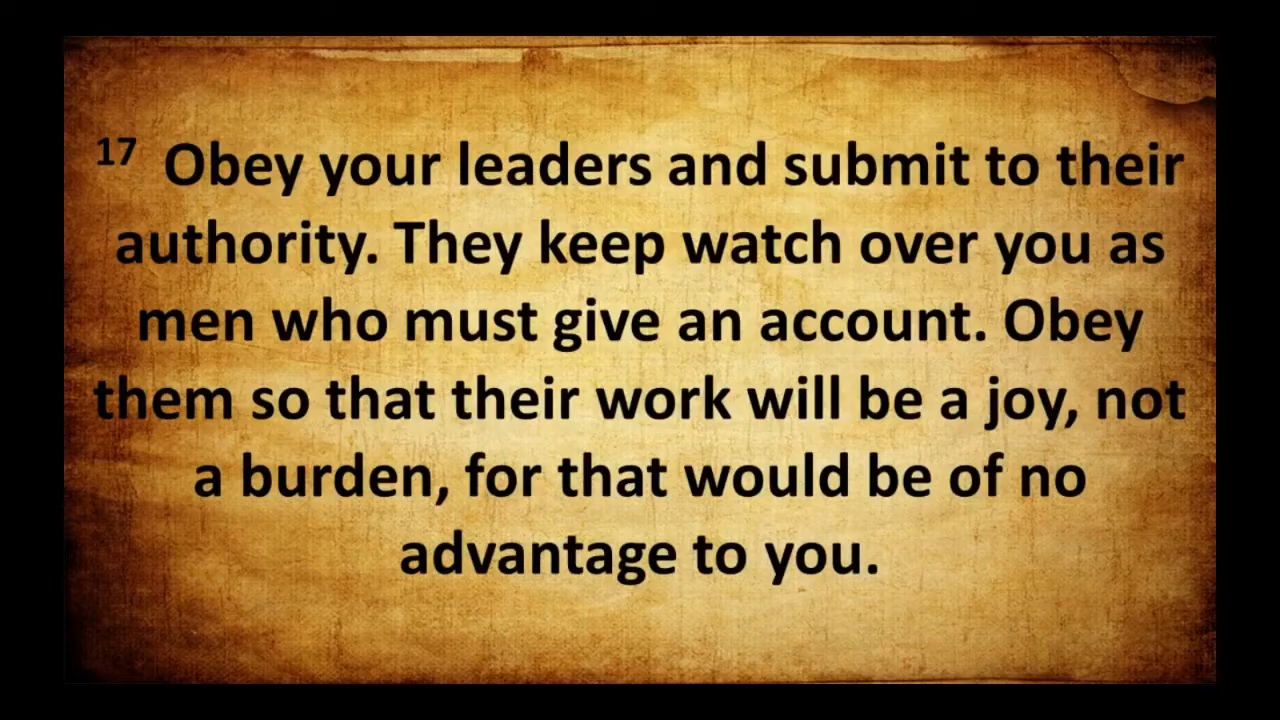 17 Obey your leaders and submit to their
authority. They keep watch over you as
men who must give an account. Obey
them so that their work will be a joy, not
a burden, for that would be of no
advantage to you.